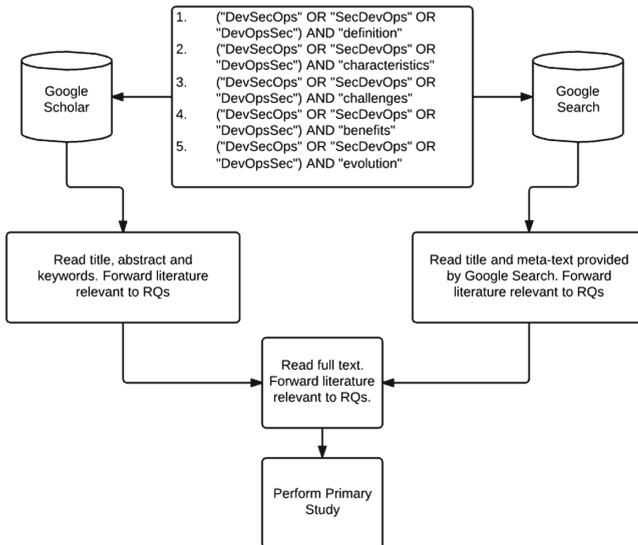 1. ("DevSecOps" OR "SecDevOps" OR
"DevOpsSec") AND "definition"
2. ("DevSecOps" OR "SecDevOps" OR
"DevOpsSec") AND "characteristics"
3. ("DevSecOps" OR "SecDevOps" OR
"DevOpsSec") AND "challenges"
4. ("DevSecOps" OR "SecDevOps" OR
"DevOpsSec") AND "benefits"
5. ("DevSecOps" OR "SecDevOps" OR
"DevOpsSec") AND "evolution"
Google
Scholar
Google
Search
Read title, abstract and
keywords. Forward literature
relevant to RQs
Read title and meta-text provided
by Google Search. Forward
literature relevant to RQs
Read full text.
Forward literature
relevant to RQs.
Perform Primary
Study